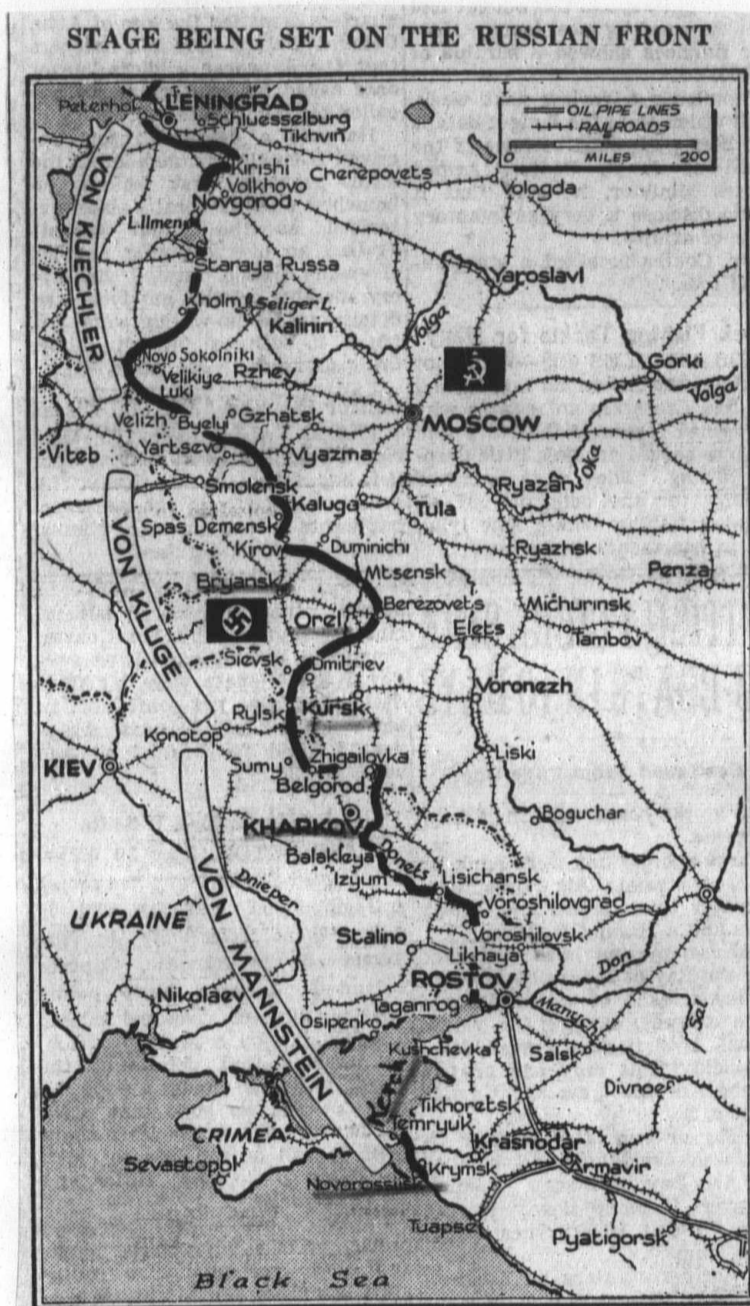 STAGE BEING SET ON THE RUSSIAN FRONT
OIL PIPE LINES
RAILROADS
0 MILES 200
Peterhof
LENINGRAD
Schluesselburg
Tikhvin
Cherepovets
Vologda
Kirishi
Volkhovo
Novgorod
L.Ilmen
Staraya Russa
VON KUECHLER
Kholm
Seliger L.
Kalinin
Volga
Yaroslavl
Novo Sokolniki
Velikiye
Luki
Rzhev
Gorki
Volga
MOSCOW
Velizh
Byelyi
Gzhatsk
Yartsevo
Vyazma
Viteb
Oka
Smolensk
Kaluga
Ryazan
Tula
Spas Demensk
Kirov
Duminichi
Ryazhsk
VON KLUGE
Bryansk
Mtsensk
Penza
Orel
Berezovets
Michurinsk
Elets
Tambov
Sievsk
Dmitriev
Voronezh
Rylsk
Kursk
Konotop
Liski
KIEV
Sumy
Zhigailovka
Belgorod
Boguchan
KHARKOV
VON MANNSTEIN
Balakleya
Donets
Izyum
Lisichansk
Dnieper
Voroshilovgrad
UKRAINE
Stalino
Voroshilovsk
Likhaya
Don
ROSTOV
Nikolaev
Taganrog
Manych
Sal
Osipenko
Kushchevka
Salsk
Kerch
Divnoe
Tikhoretsk
Temryuk
CRIMEA
Krasnodar
Sevastopol
Krymsk
Armavir
Novorossiisk
Tuapse
Pyatigorsk
Black Sea